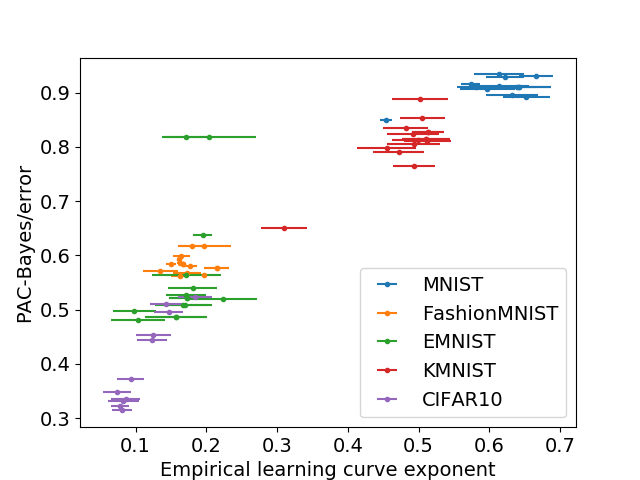 PAC-Bayes/error
0.9
0.8
0.7
0.6
0.5
0.4
0.3
MNIST
FashionMNIST
EMNIST
KMNIST
CIFAR10
0.1 0.2 0.3 0.4 0.5 0.6 0.7
Empirical learning curve exponent